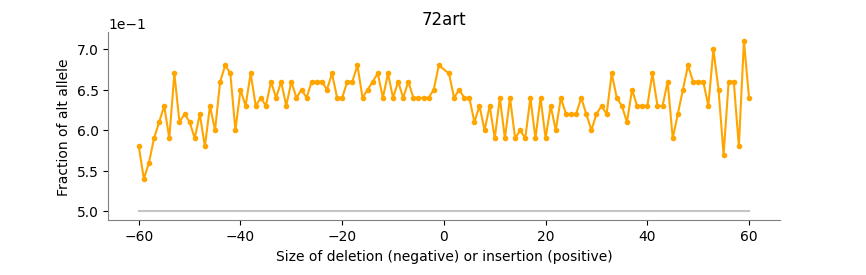 72art
1e−1
7.0
6.5
6.0
5.5
5.0
Fraction of alt allele
−60 −40 −20 0 20 40 60
Size of deletion (negative) or insertion (positive)